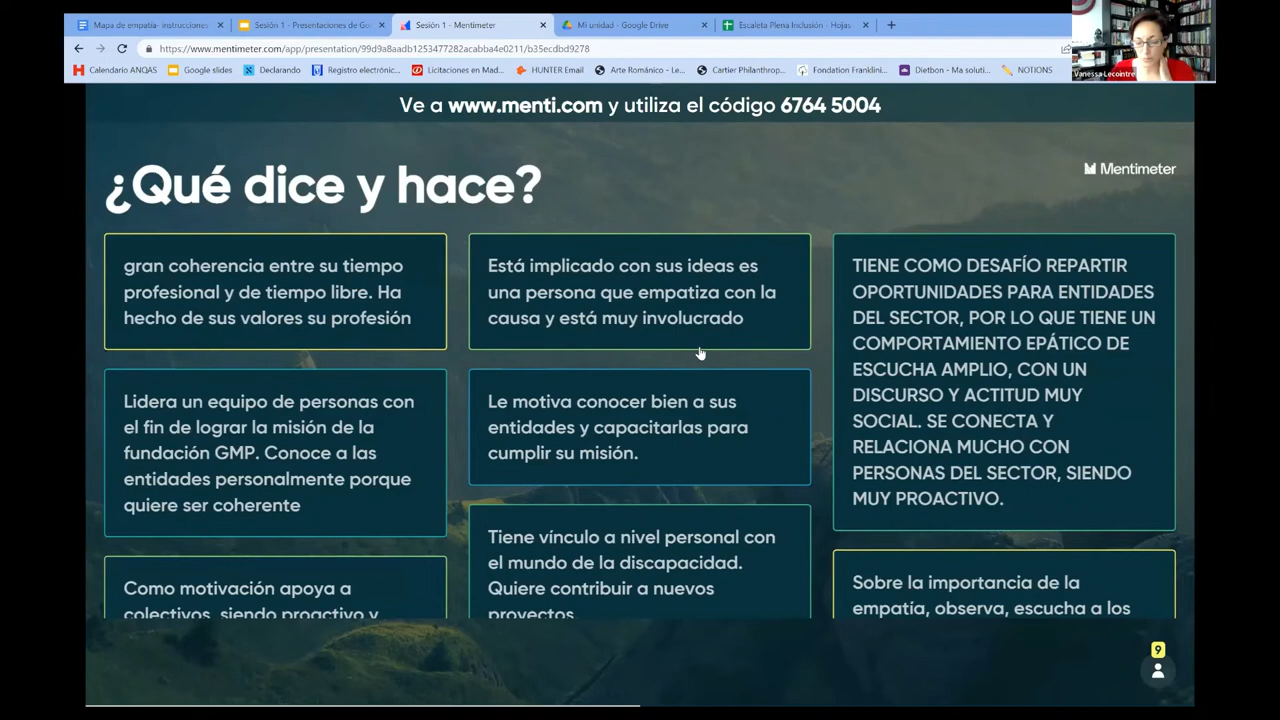 Mapa de empatía- instrucciones
Sesión 1 - Presentaciones de Go
Sesión 1 - Mentimeter
Mi unidad - Google Drive
Escaleta Plena Inclusión - Hojas
https://www.mentimeter.com/app/presentation/99d9a8aadb1253477282acabba4e0211/b35ecdbd9278
Calendario ANQAS
Google slides
Declarando
Registro electrónic...
Licitaciones en Mad...
HUNTER Email
Arte Románico - Le...
Cartier Philanthrop...
Fondation Franklini...
Dietbon - Ma soluti...
NOTIONS
Vanessa Lecointre
Ve a www.menti.com y utiliza el código 6764 5004
¿Qué dice y hace?
Mentimeter
gran coherencia entre su tiempo
profesional y de tiempo libre. Ha
hecho de sus valores su profesión
Lidera un equipo de personas con
el fin de lograr la misión de la
fundación GMP. Conoce a las
entidades personalmente porque
quiere ser coherente
Como motivación apoya a
colectivos, siendo proactivo y
Está implicado con sus ideas es
una persona que empatiza con la
causa y está muy involucrado
Le motiva conocer bien a sus
entidades y capacitarlas para
cumplir su misión.
Tiene vínculo a nivel personal con
el mundo de la discapacidad.
Quiere contribuir a nuevos
proyectos.
TIENE COMO DESAFÍO REPARTIR
OPORTUNIDADES PARA ENTIDADES
DEL SECTOR, POR LO QUE TIENE UN
COMPORTAMIENTO EPÁTICO DE
ESCUCHA AMPLIO, CON UN
DISCURSO Y ACTITUD MUY
SOCIAL. SE CONECTA Y
RELACIONA MUCHO CON
PERSONAS DEL SECTOR, SIENDO
MUY PROACTIVO.
Sobre la importancia de la
empatía, observa, escucha a los
9